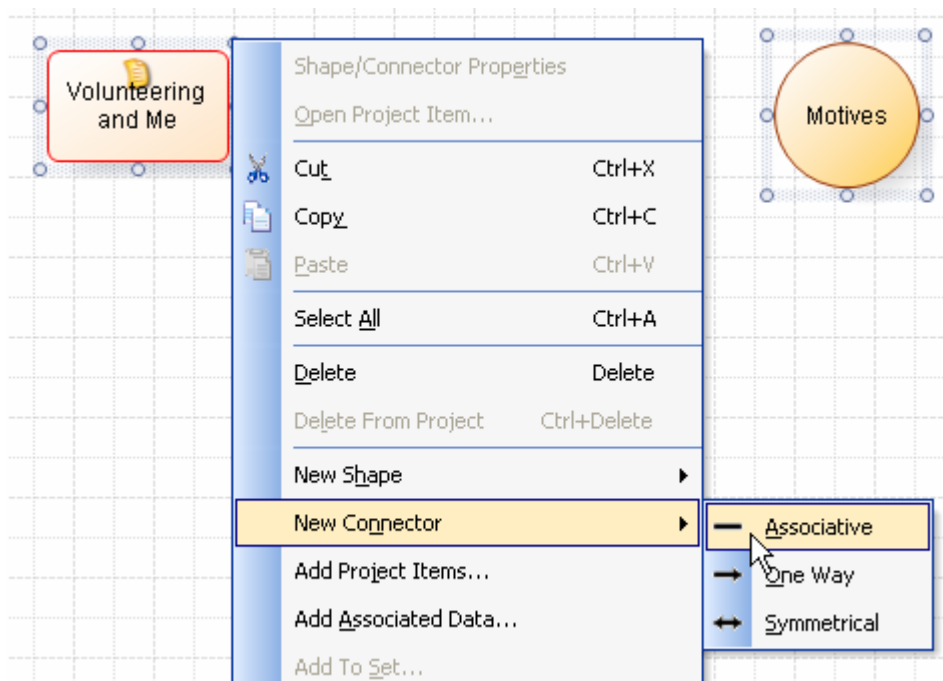 Volunteering
and Me
Motives
Shape/Connector Properties
Open Project Item...
Cut Ctrl+X
Copy Ctrl+C
Paste Ctrl+V
Select All Ctrl+A
Delete Delete
Delete From Project Ctrl+Delete
New Shape
New Connector
Associative
Add Project Items...
One Way
Add Associated Data...
Symmetrical
Add To Set...